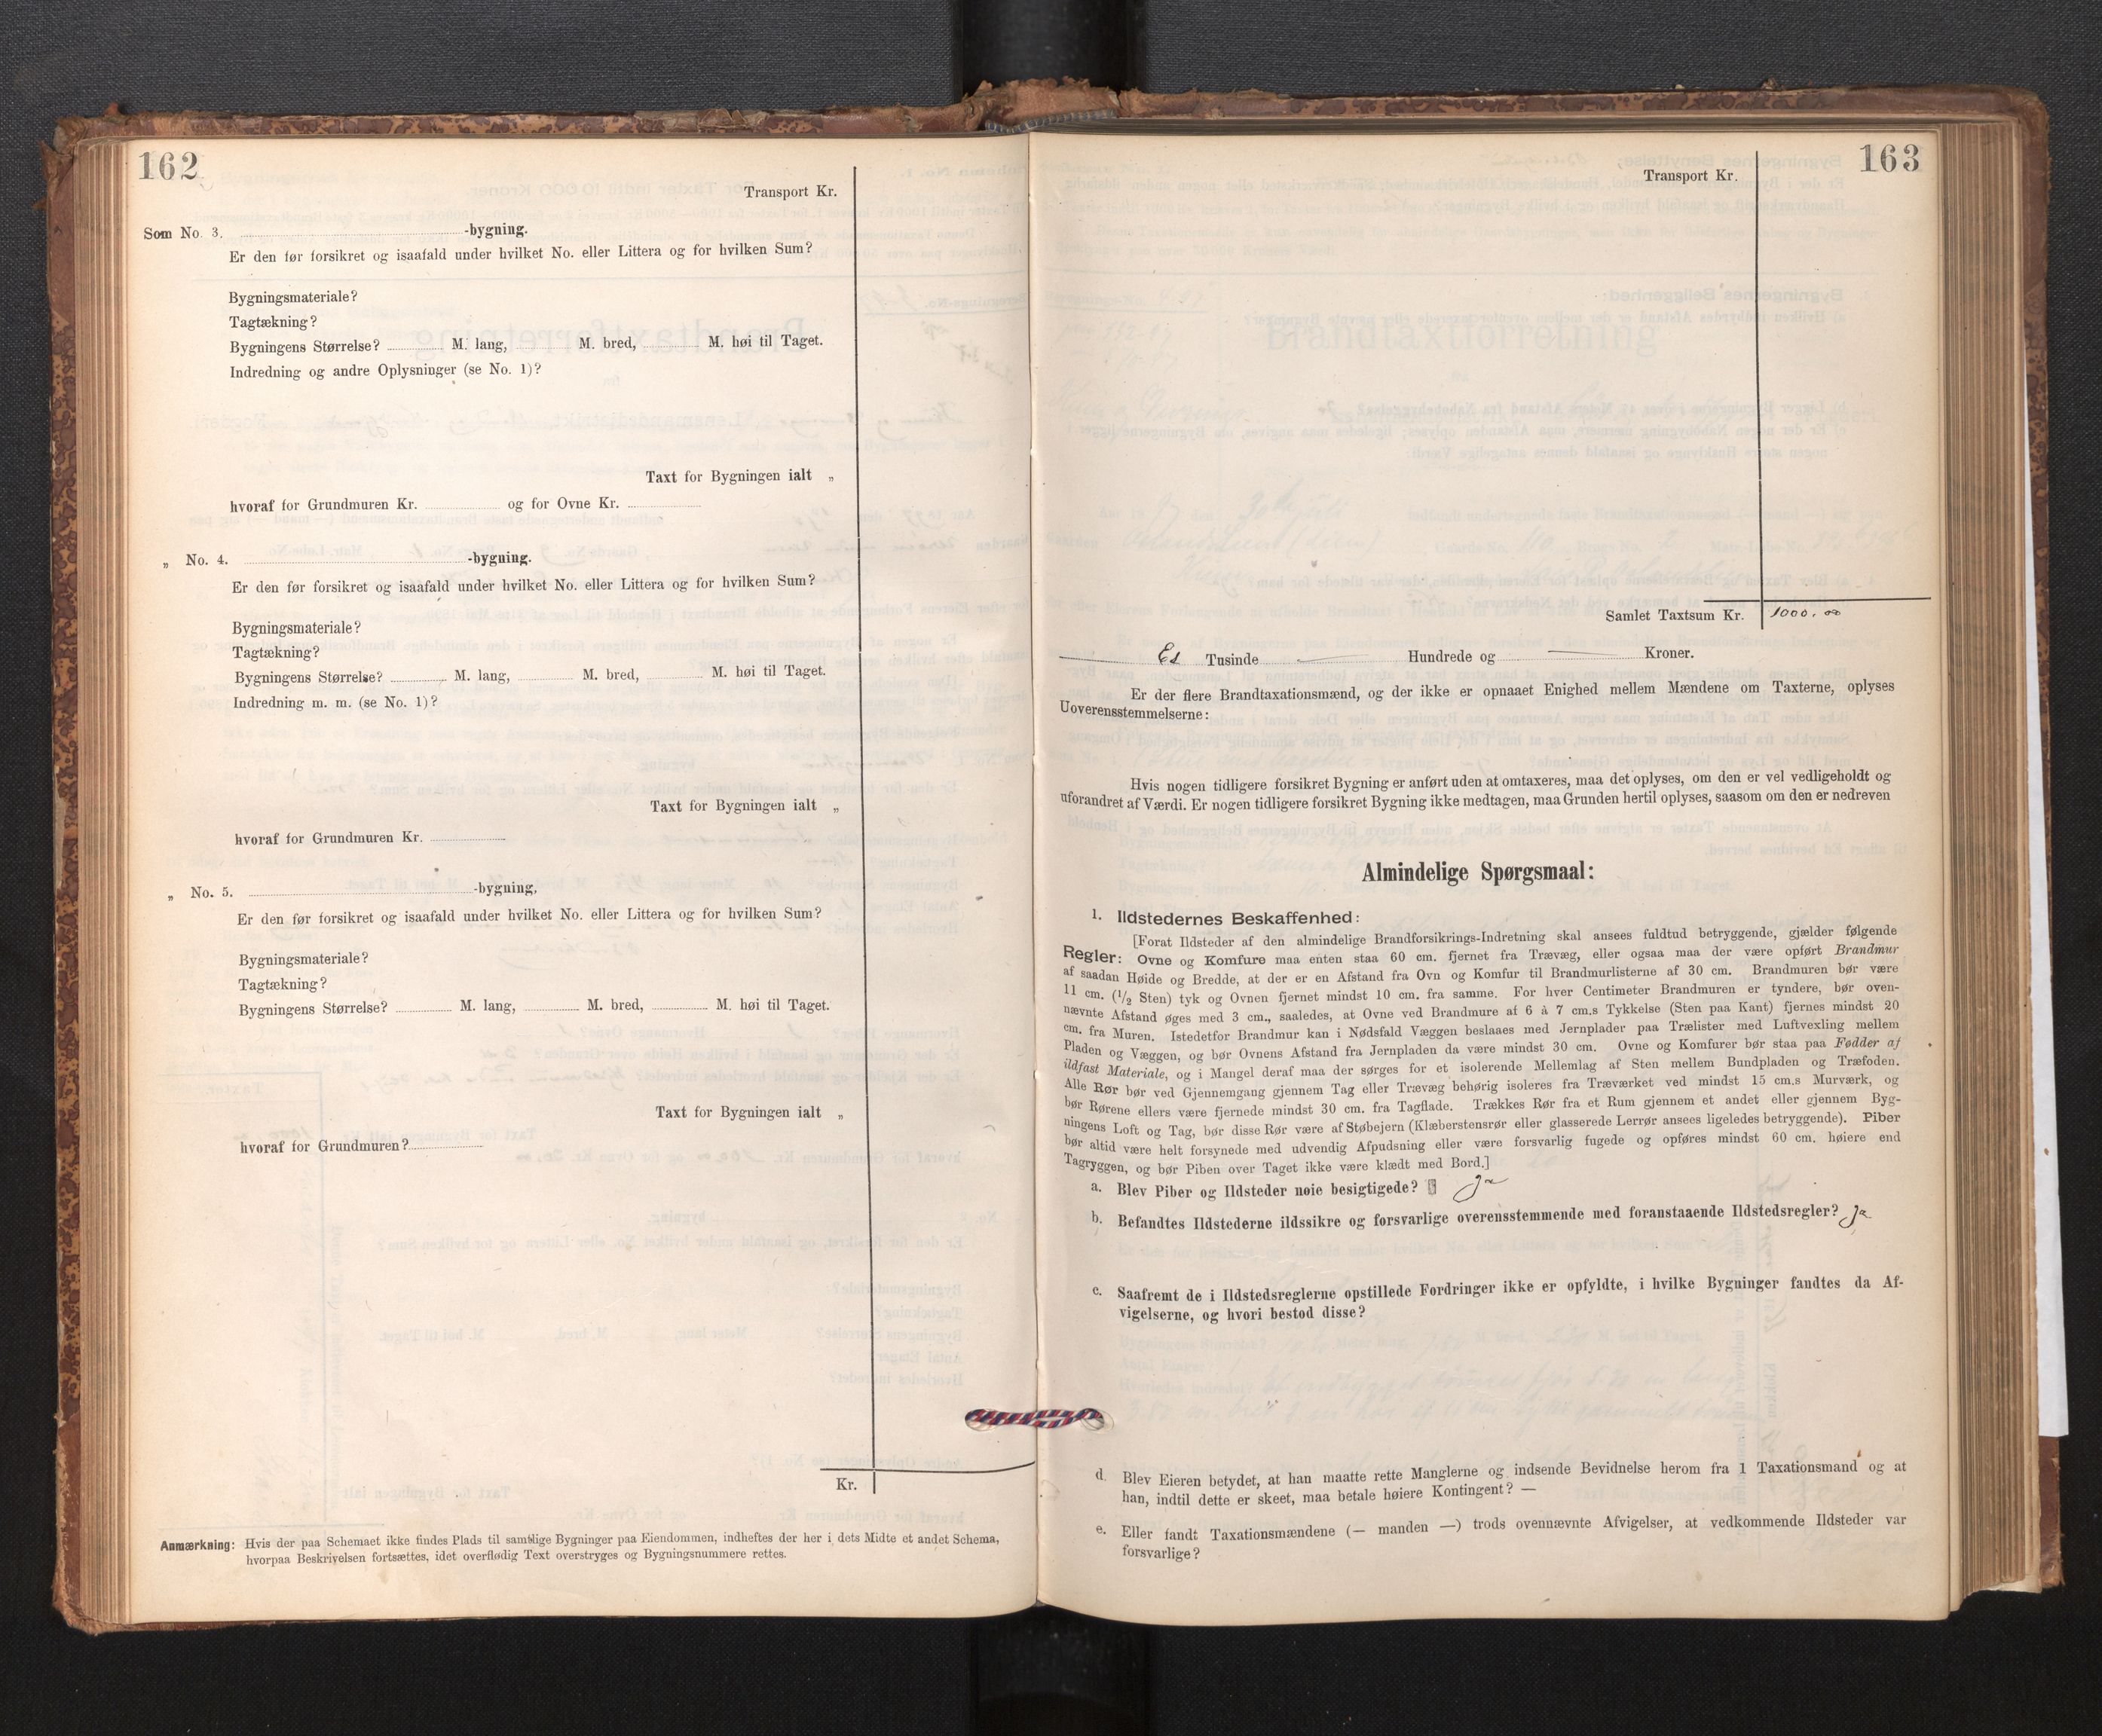 162
Transport Kr.
Som No. 3. -bygning.
Er den før forsikret og isaafald under hvilket No. eller Littera og for hvilken Sum?
Bygningsmateriale?
Tagtækning?
Bygningens Størrelse? M. lang, M. bred, M. høi til Taget.
Indredning og andre Oplysninger (se No. 1)?
Taxt for Bygningen ialt „
hvoraf for Grundmuren Kr. og for Ovne Kr.
„ No. 4. -bygning.
Er den før forsikret og isaafald under hvilket No. eller Littera og for hvilken Sum?
Bygningsmateriale?
Tagtækning?
Bygningens Størrelse? M. lang, M. bred, M. høi til Taget.
Indredning m. m. (se No. 1)?
Taxt for Bygningen ialt „
hvoraf for Grundmuren Kr.
„ No. 5. -bygning,
Er den før forsikret og isaafald under hvilket No. eller Littera og for hvilken Sum?
Bygningsmateriale?
Tagtækning?
Bygningens Størrelse? M. lang, M. bred, M. høi til Taget.
Taxt for Bygningen ialt „
hvoraf for Grundmuren?
Kr.
Anmærkning: Hvis der paa Schemaet ikke findes Plads til samtlige Bygninger paa Eiendommen, indheftes der her i dets Midte et andet Schema,
hvorpaa Beskrivelsen fortsættes, idet overflødig Text overstryges og Bygningsnummere rettes.
163
Transport Kr.
Samlet Taxtsum Kr. 1000.00
Et Tusinde Hundrede og Kroner.
Er der flere Brandtaxationsmænd, og der ikke er opnaaet Enighed mellem Mændene om Taxterne, oplyses
Uoverensstemmelserne:
Hvis nogen tidligere forsikret Bygning er anført uden at omtaxeres, maa det oplyses, om den er vel vedligeholdt og
uforandret af Værdi. Er nogen tidligere forsikret Bygning ikke medtagen, maa Grunden hertil oplyses, saasom om den er nedreven
Almindelige Spørgsmaal:
1. Ildstedernes Beskaffenhed:
[Forat Ildsteder af den almindelige Brandforsikrings-Indretning skal ansees fuldtud betryggende, gjælder følgende
Regler: Ovne og Komfure maa enten staa 60 cm. fjernet fra Trævæg, eller ogsaa maa der være opført Brandmur
af saadan Høide og Bredde, at der er en Afstand fra Ovn og Komfur til Brandmurlisterne af 30 cm. Brandmuren bør være
11 cm. (1/2 Sten) tyk og Ovnen fjernet mindst 10 cm. fra samme. For hver Centimeter Brandmuren er tyndere, bør oven-
nævnte Afstand øges med 3 cm., saaledes, at Ovne ved Brandmure af 6 à 7 cm.s Tykkelse (Sten paa Kant) fjernes mindst 20
cm. fra Muren. Istedetfor Brandmur kan i Nødsfald Væggen beslaaes med Jernplader paa Trælister med Luftvexling mellem
Pladen og Væggen, og bør Ovnens Afstand fra Jernpladen da være mindst 30 cm. Ovne og Komfurer bør staa paa Fødder af
ildfast Materiale, og i Mangel deraf maa der sørges for et isolerende Mellemlag af Sten mellem Bundpladen og Træfoden.
Alle Rør bør ved Gjennemgang gjennem Tag eller Trævæg behørig isoleres fra Træværket ved mindst 15 cm.s Murværk, og
bør Rørene ellers være fjernede mindst 30 cm. fra Tagflade. Trækkes Rør fra et Rum gjennem et andet eller gjennem Byg-
ningens Loft og Tag, bør disse Rør være af Støbejern (Klæberstensrør eller glasserede Lerrør ansees ligeledes betryggende). Piber
bør altid være helt forsynede med udvendig Afpudsning eller være forsvarlig fugede og opføres mindst 60 cm. høiere end
Tagryggen, og bør Piben over Taget ikke være klædt med Bord.]
a. Blev Piber og Ildsteder nøie besigtigede? Ja
b. Befandtes Ildstederne ildssikre og forsvarlige overensstemmende med foranstaaende Ildstedsregler? Ja
c. Saafremt de i Ildstedsreglerne opstillede Fordringer ikke er opfyldte, i hvilke Bygninger fandtes da Af-
vigelserne, og hvori bestod disse?
d. Blev Eieren betydet, at han maatte rette Manglerne og indsende Bevidnelse herom fra 1 Taxationsmand og at
han, indtil dette er skeet, maa betale høiere Kontingent? —
e. Eller fandt Taxationsmændene (— manden —) trods ovennævnte Afvigelser, at vedkommende Ildsteder var
forsvarlige?